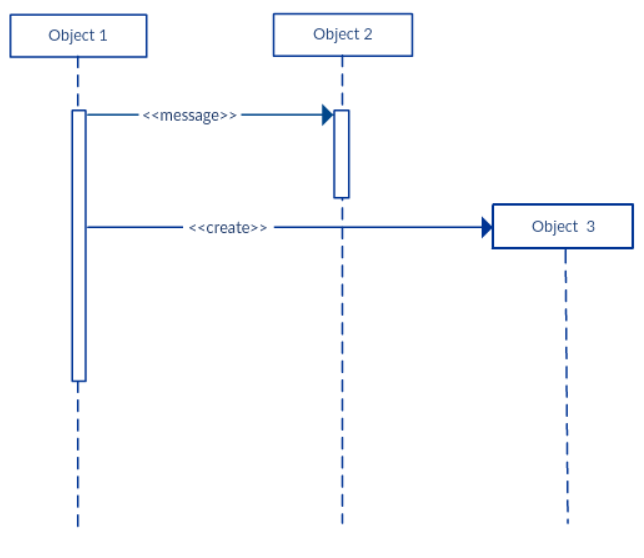 Object 1
Object 2
<<message>>
<<create>>
Object  3